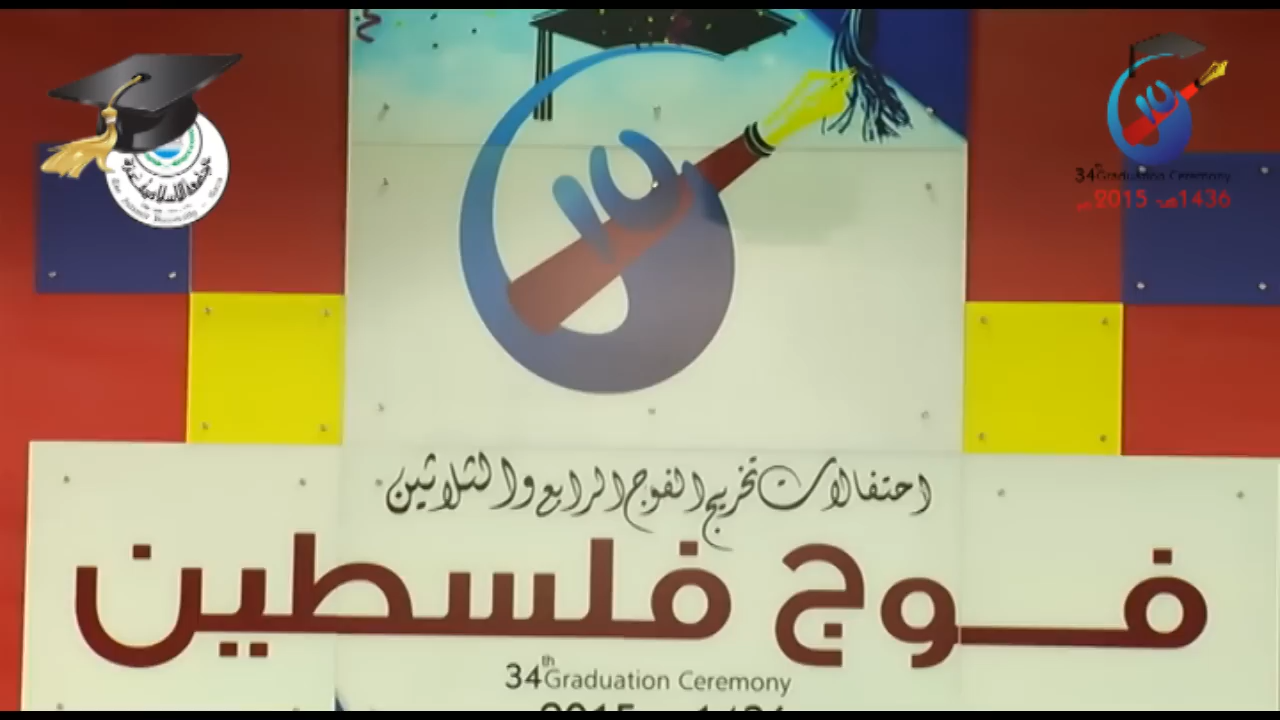 34th Graduation Ceremony
2015م - 1436هـ
احتفالات تخريج الفوج الرابع والثلاثين
فوج فلسطين
34th Graduation Ceremony